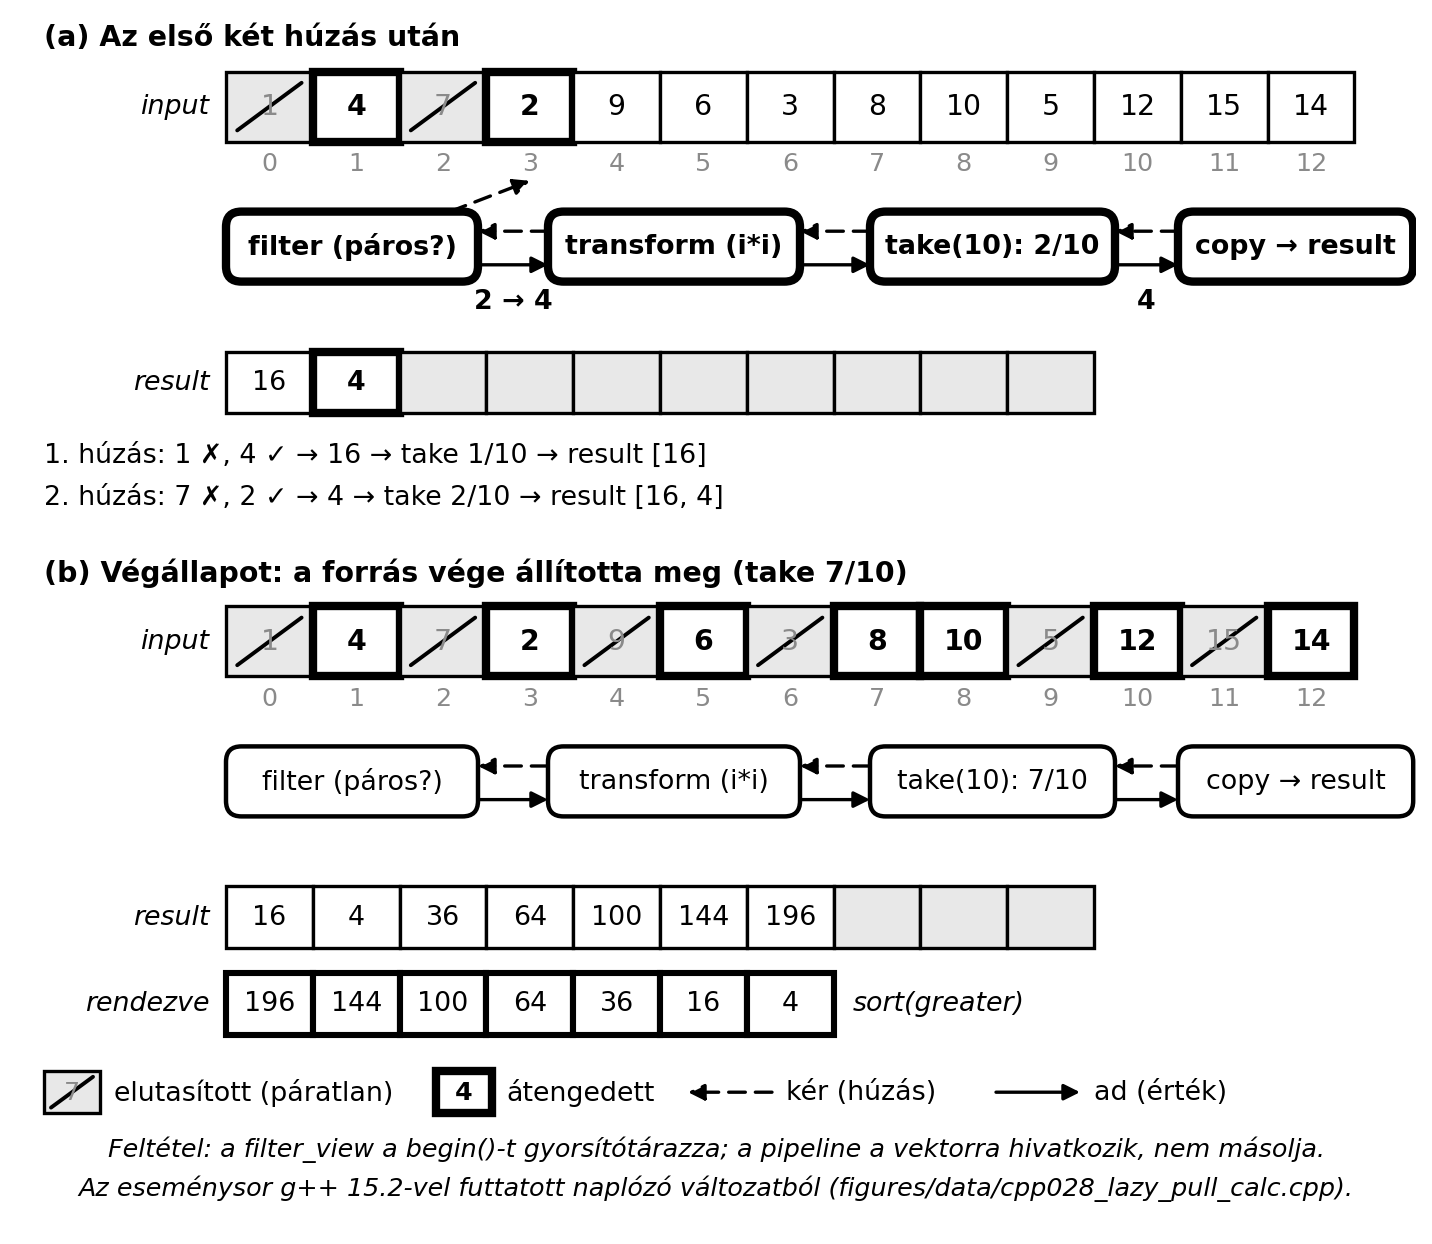 (a) Az első két húzás után
input 1 4 7 2 9 6 3 8 10 5 12 15 14
0 1 2 3 4 5 6 7 8 9 10 11 12
filter (páros?) transform (i*i) take(10): 2/10 copy → result
2 → 4 4
result 16 4
1. húzás: 1 ✗, 4 ✓ → 16 → take 1/10 → result [16]
2. húzás: 7 ✗, 2 ✓ → 4 → take 2/10 → result [16, 4]
(b) Végállapot: a forrás vége állította meg (take 7/10)
input 1 4 7 2 9 6 3 8 10 5 12 15 14
0 1 2 3 4 5 6 7 8 9 10 11 12
filter (páros?) transform (i*i) take(10): 7/10 copy → result
result 16 4 36 64 100 144 196
rendezve 196 144 100 64 36 16 4 sort(greater)
7 elutasított (páratlan) 4 átengedett kér (húzás) ad (érték)
Feltétel: a filter_view a begin()-t gyorsítótárazza; a pipeline a vektorra hivatkozik, nem másolja.
Az eseménysor g++ 15.2-vel futtatott naplózó változatból (figures/data/cpp028_lazy_pull_calc.cpp).